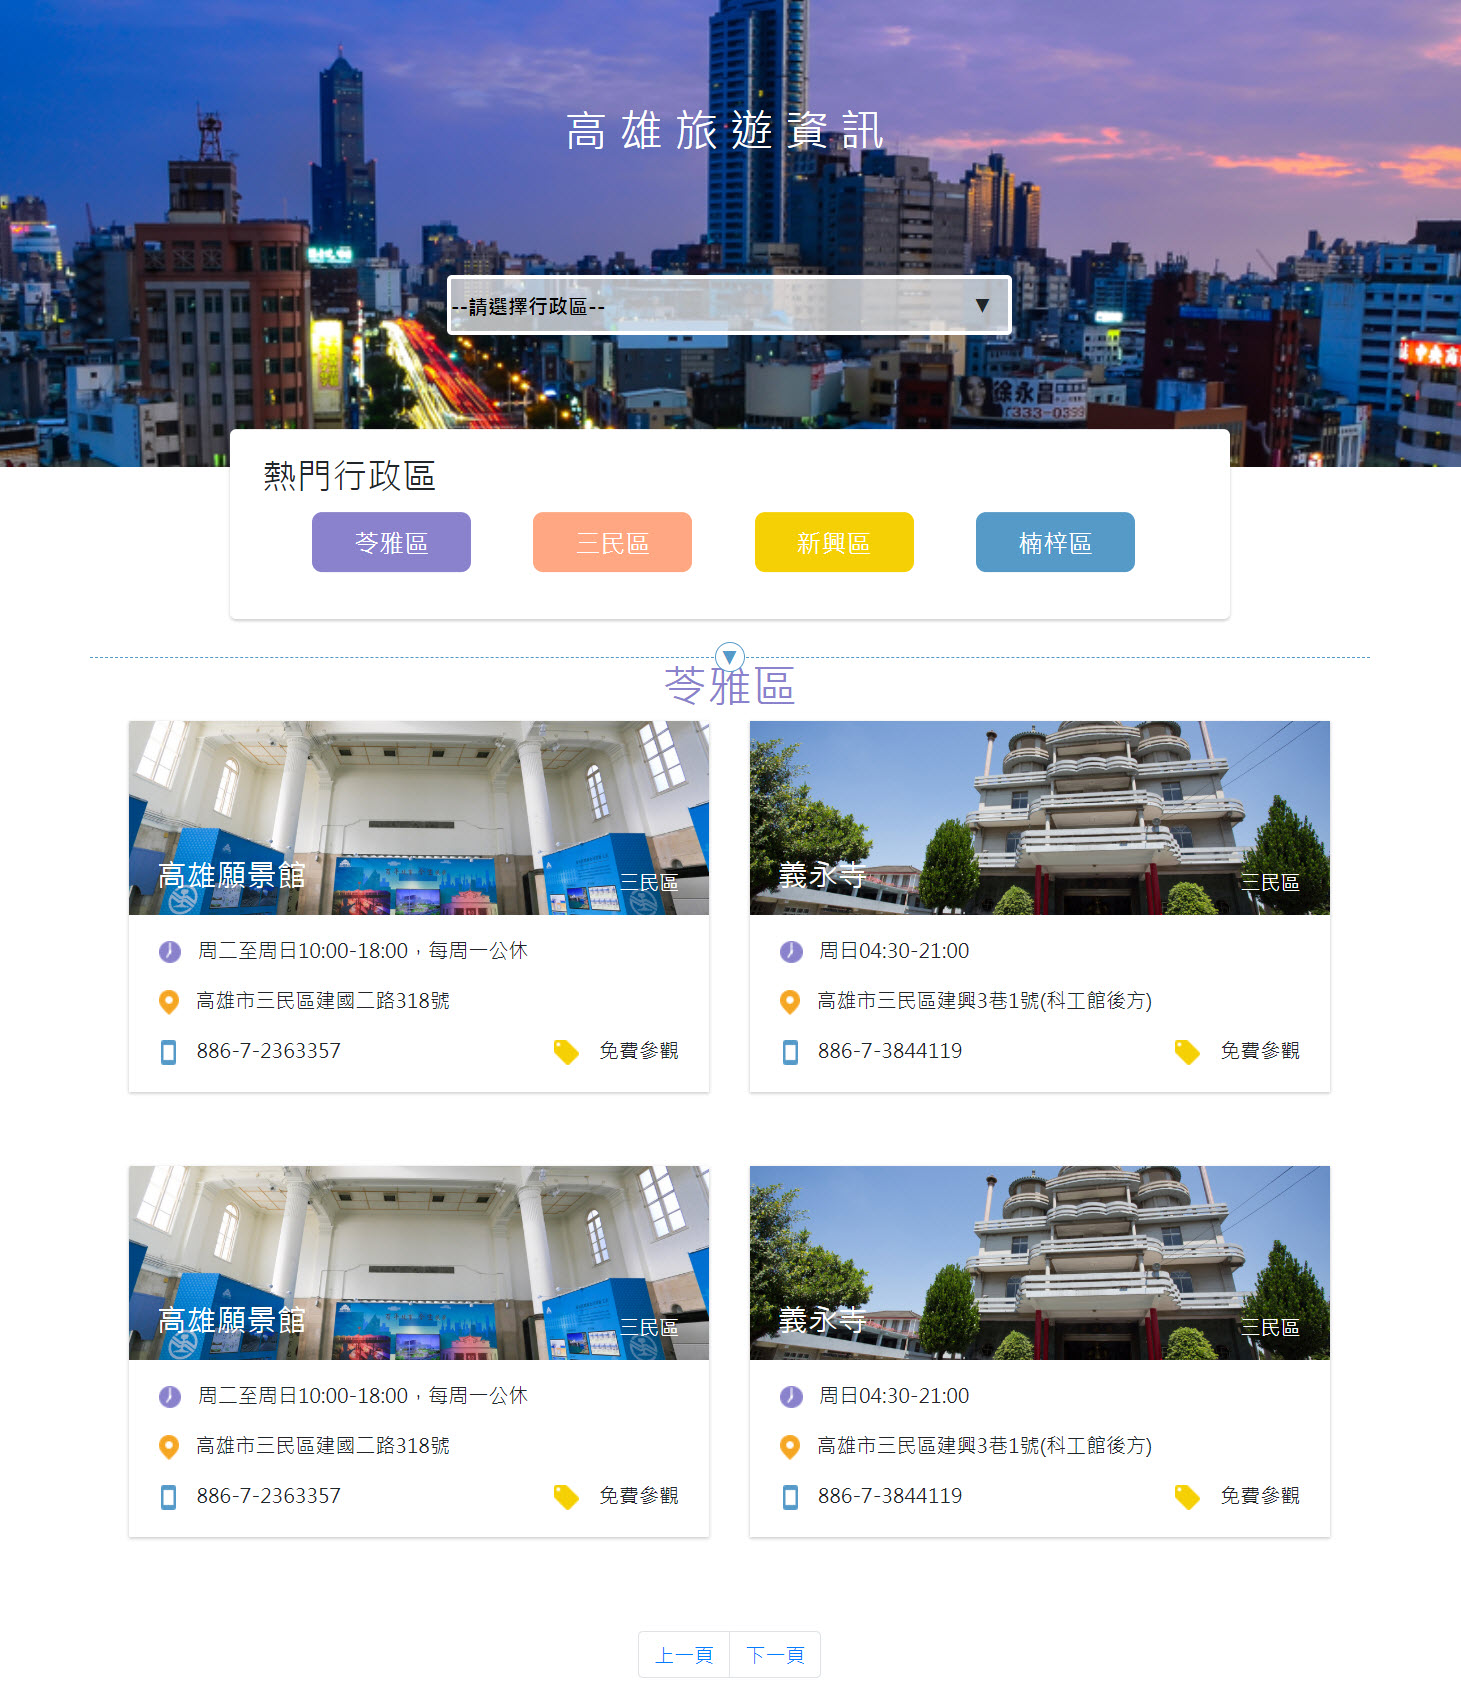 高雄旅遊資訊
--請選擇行政區--
徐永昌
333-0399
中央
熱門行政區
苓雅區 三民區 新興區 楠梓區
苓雅區
高雄願景館 三民區
周二至周日10:00-18:00，每周一公休
高雄市三民區建國二路318號
886-7-2363357 免費參觀
義永寺 三民區
周日04:30-21:00
高雄市三民區建興3巷1號(科工館後方)
886-7-3844119 免費參觀
高雄願景館 三民區
周二至周日10:00-18:00，每周一公休
高雄市三民區建國二路318號
886-7-2363357 免費參觀
義永寺 三民區
周日04:30-21:00
高雄市三民區建興3巷1號(科工館後方)
886-7-3844119 免費參觀
上一頁 下一頁